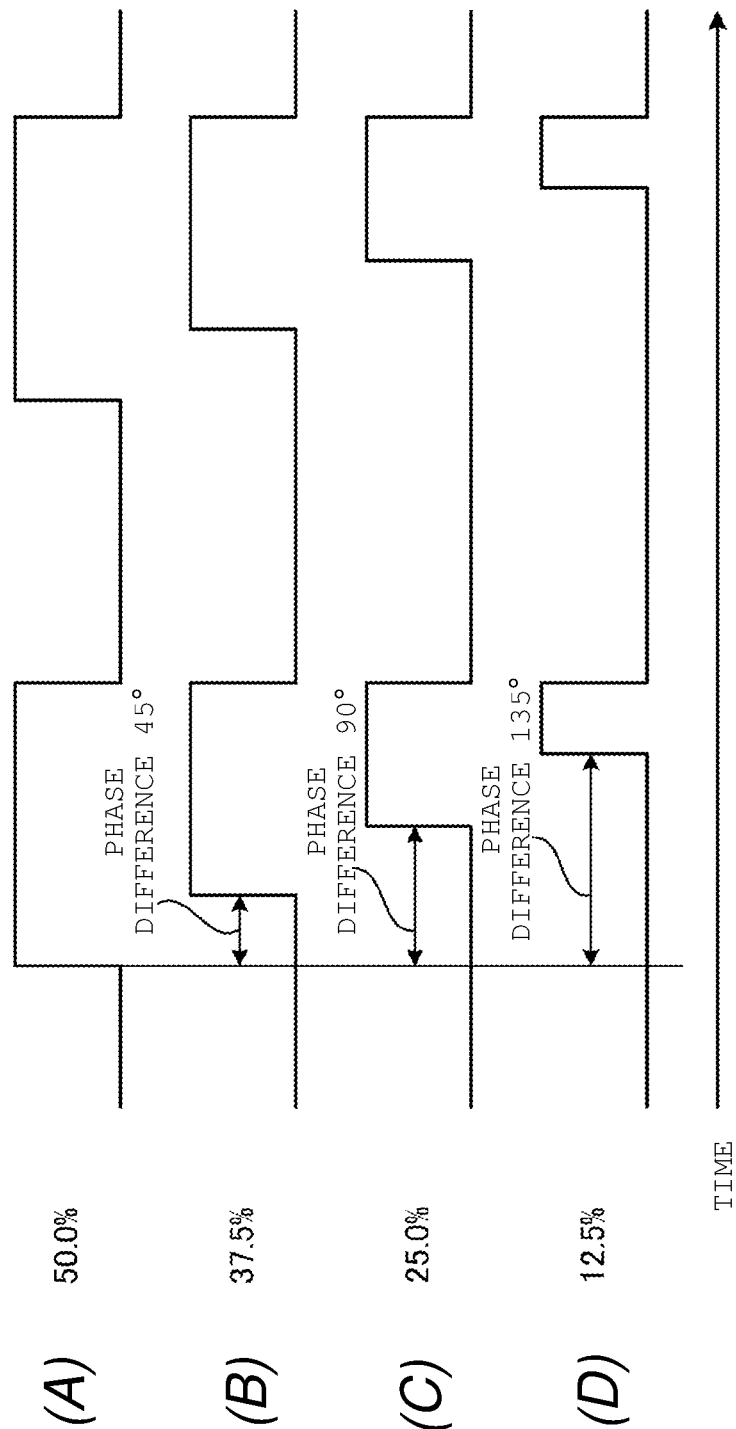 (A)
50.0%
(B)
37.5%
PHASE
DIFFERENCE 45°
(C)
25.0%
PHASE
DIFFERENCE 90°
(D)
12.5%
PHASE
DIFFERENCE 135°
TIME